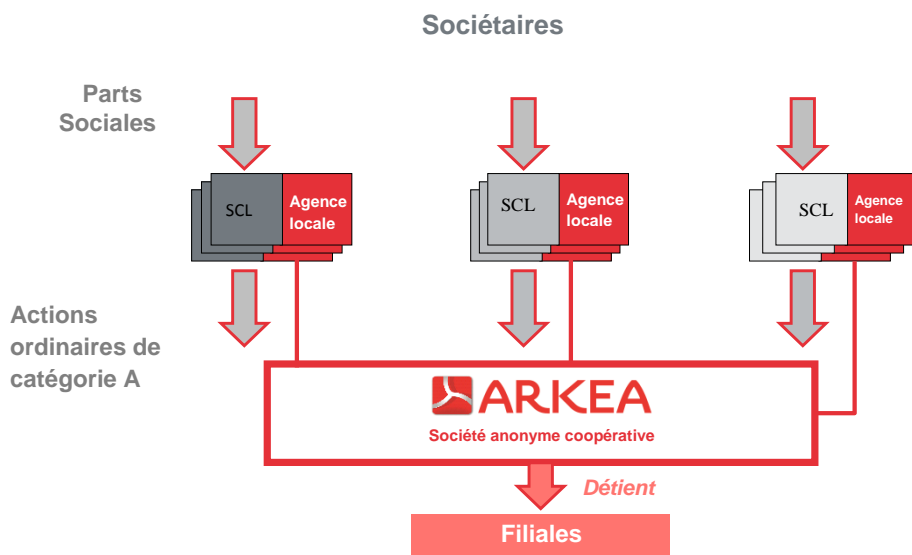 Sociétaires
Parts
Sociales
SCL
Agence
locale
SCL
Agence
locale
SCL
Agence
locale
Actions
ordinaires de
catégorie A
ARKEA
Société anonyme coopérative
Détient
Filiales